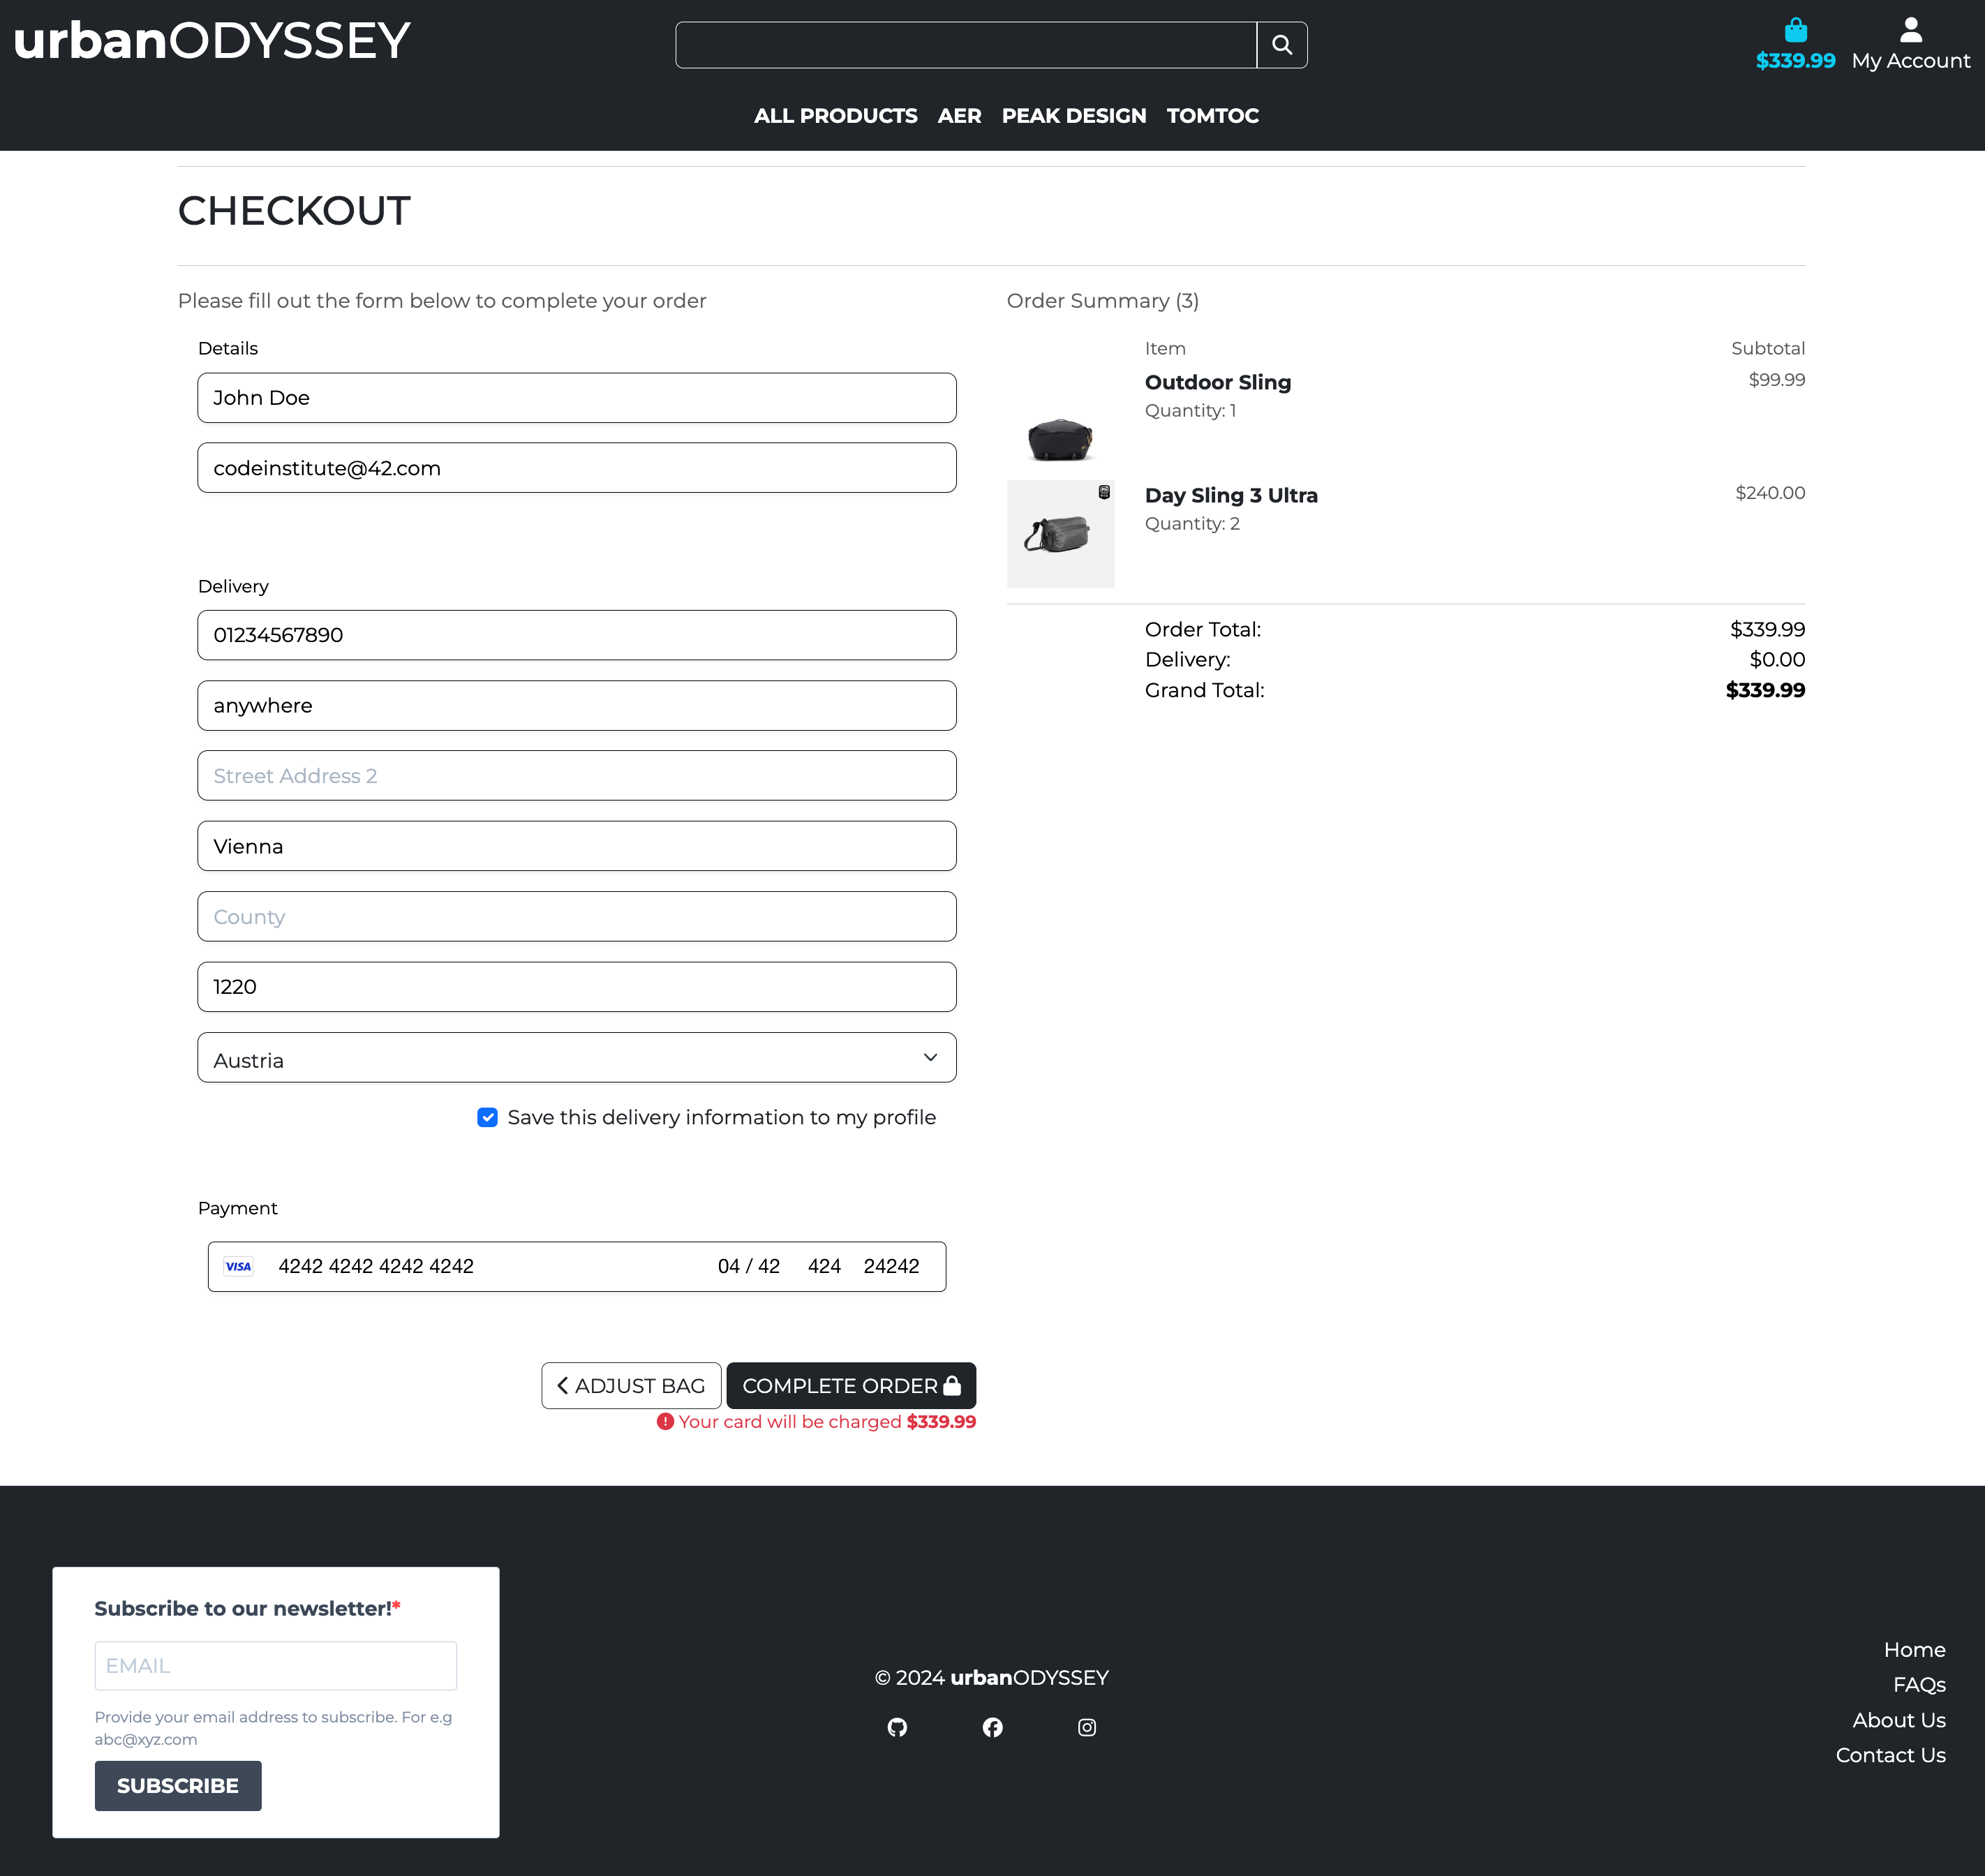 urbanODYSSEY
$339.99
My Account
ALL PRODUCTS AER PEAK DESIGN TOMTOC
CHECKOUT
Please fill out the form below to complete your order
Details
John Doe
codeinstitute@42.com
Delivery
01234567890
anywhere
Street Address 2
Vienna
County
1220
Austria
Save this delivery information to my profile
Payment
VISA 4242 4242 4242 4242 04 / 42 424 24242
ADJUST BAG
COMPLETE ORDER
Your card will be charged $339.99
Order Summary (3)
Item Subtotal
Outdoor Sling $99.99
Quantity: 1
Day Sling 3 Ultra $240.00
Quantity: 2
Order Total: $339.99
Delivery: $0.00
Grand Total: $339.99
Subscribe to our newsletter!*
EMAIL
Provide your email address to subscribe. For e.g
abc@xyz.com
SUBSCRIBE
© 2024 urbanODYSSEY
Home
FAQs
About Us
Contact Us